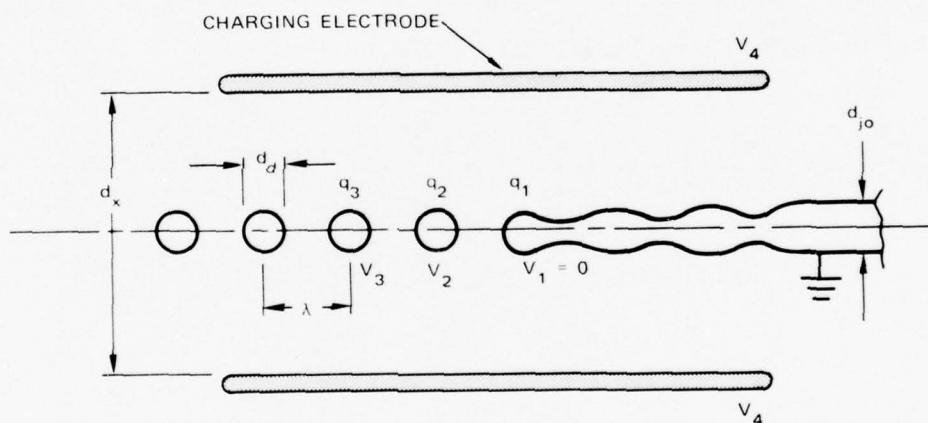 CHARGING ELECTRODE
V₄
d_jo
d_d
d_x
q₃
q₂
q₁
V₃
V₂
V₁ = 0
λ
V₄